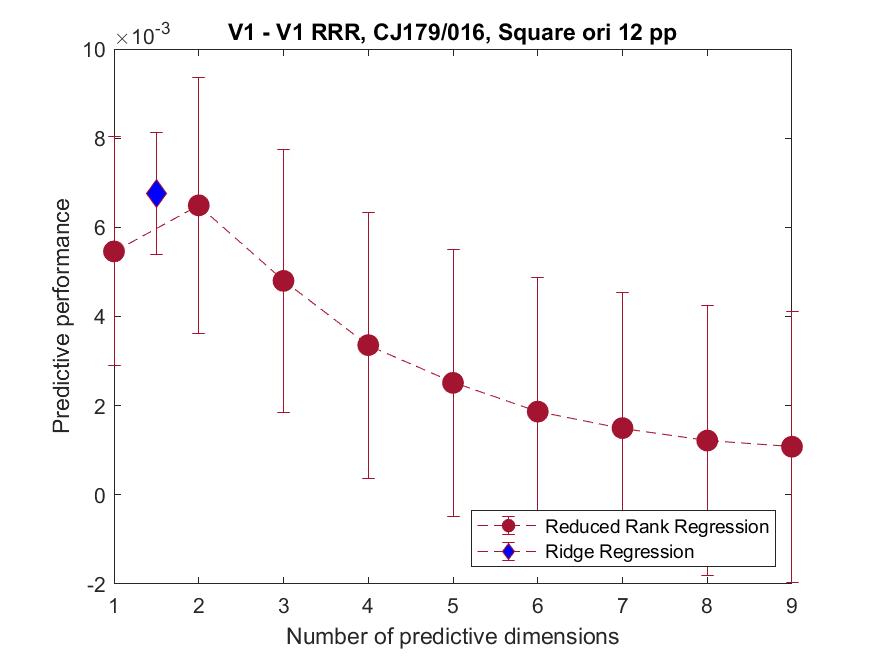 V1 - V1 RRR, CJ179/016, Square ori 12 pp
×10-3
10
8
6
4
2
0
-2
Predictive performance
1 2 3 4 5 6 7 8 9
Number of predictive dimensions
Reduced Rank Regression
Ridge Regression